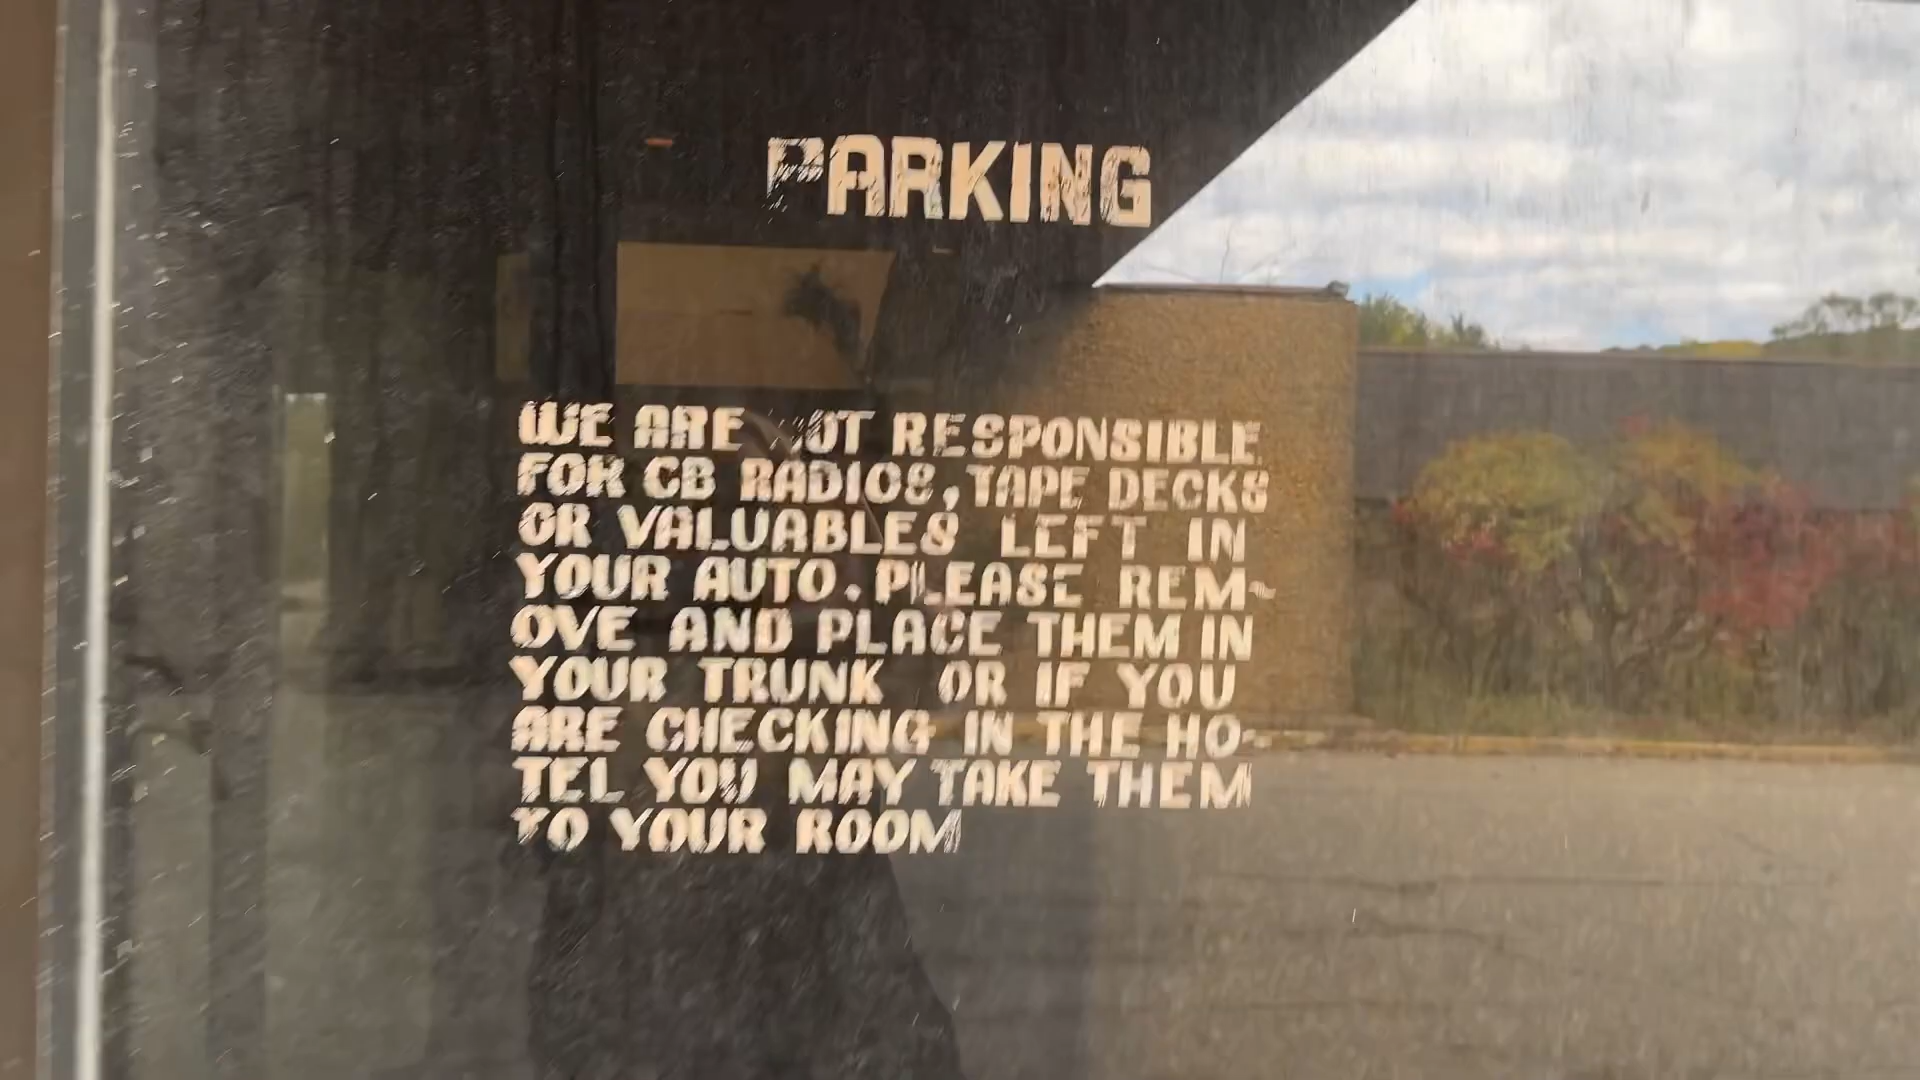 PARKING
WE ARE NOT RESPONSIBLE
FOR CB RADIOS, TAPE DECKS
OR VALUABLES LEFT IN
YOUR AUTO. PLEASE REM-
OVE AND PLACE THEM IN
YOUR TRUNK OR IF YOU
ARE CHECKING IN THE HO-
TEL YOU MAY TAKE THEM
TO YOUR ROOM